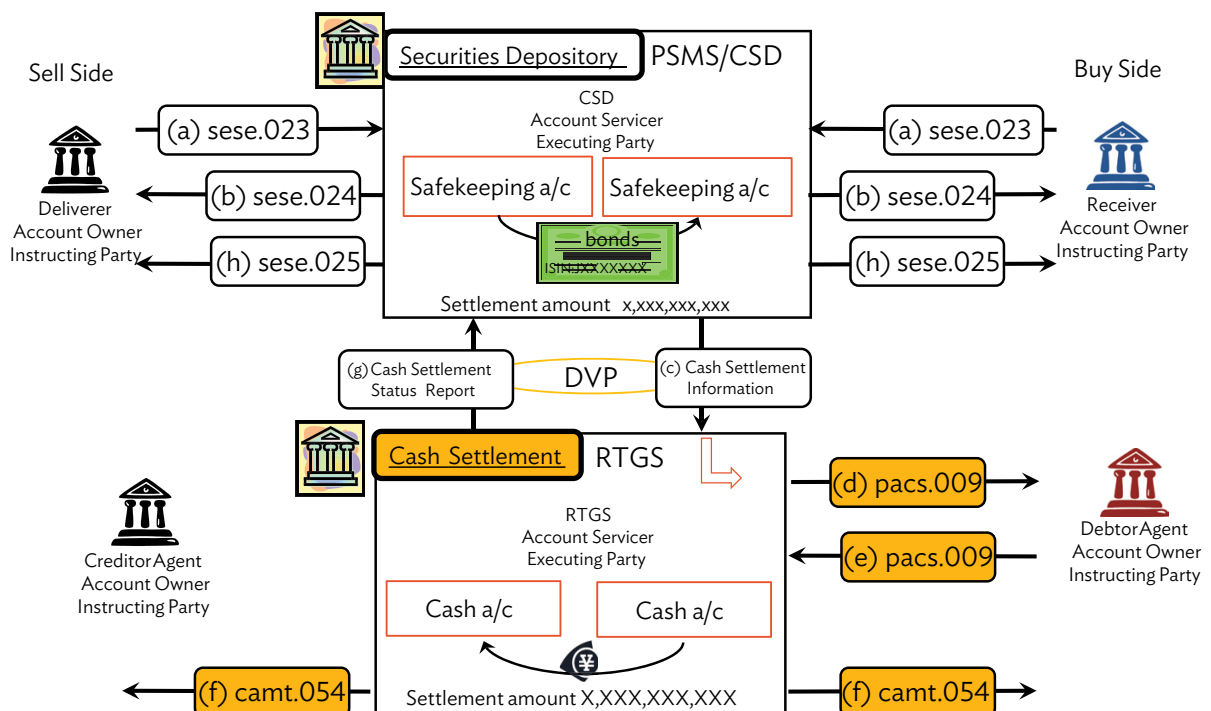 Securities Depository
PSMS/CSD
Sell Side
Buy Side
CSD
Account Servicer
Executing Party
(a) sese.023
(a) sese.023
Safekeeping a/c
Safekeeping a/c
(b) sese.024
(b) sese.024
Deliverer
Account Owner
Instructing Party
Receiver
Account Owner
Instructing Party
bonds
(h) sese.025
(h) sese.025
Settlement amount x,xxx,xxx,xxx
(g) Cash Settlement
Status Report
DVP
(c) Cash Settlement
Information
Cash Settlement
RTGS
(d) pacs.009
RTGS
Account Servicer
Executing Party
DebtorAgent
Account Owner
Instructing Party
(e) pacs.009
CreditorAgent
Account Owner
Instructing Party
Cash a/c
Cash a/c
¥
(f) camt.054
Settlement amount X,XXX,XXX,XXX
(f) camt.054